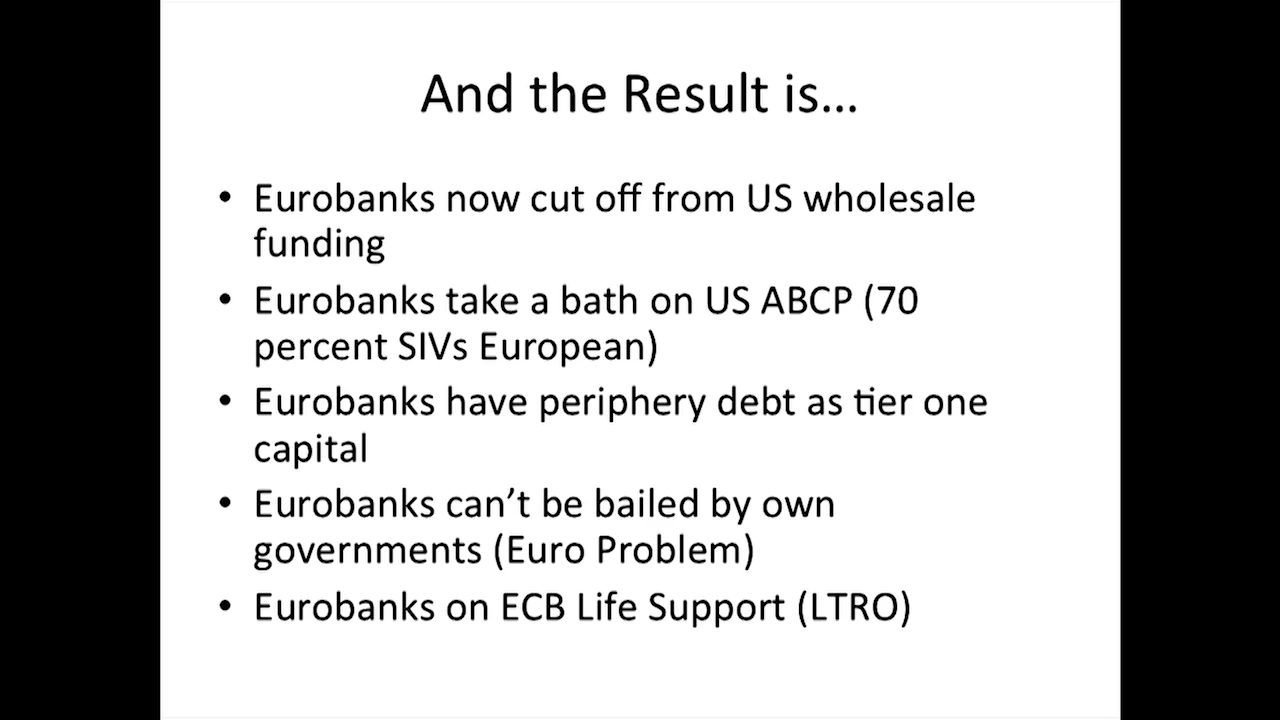 And the Result is…
• Eurobanks now cut off from US wholesale
funding
• Eurobanks take a bath on US ABCP (70
percent SIVs European)
• Eurobanks have periphery debt as tier one
capital
• Eurobanks can’t be bailed by own
governments (Euro Problem)
• Eurobanks on ECB Life Support (LTRO)